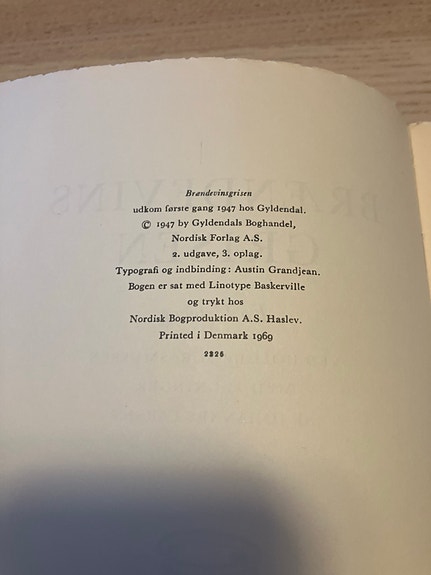 Brændevinsgrisen
udkom første gang 1947 hos Gyldendal.
© 1947 by Gyldendals Boghandel,
Nordisk Forlag A.S.
2. udgave, 3. oplag.
Typografi og indbinding: Austin Grandjean.
Bogen er sat med Linotype Baskerville
og trykt hos
Nordisk Bogproduktion A.S. Haslev.
Printed i Denmark 1969
2326